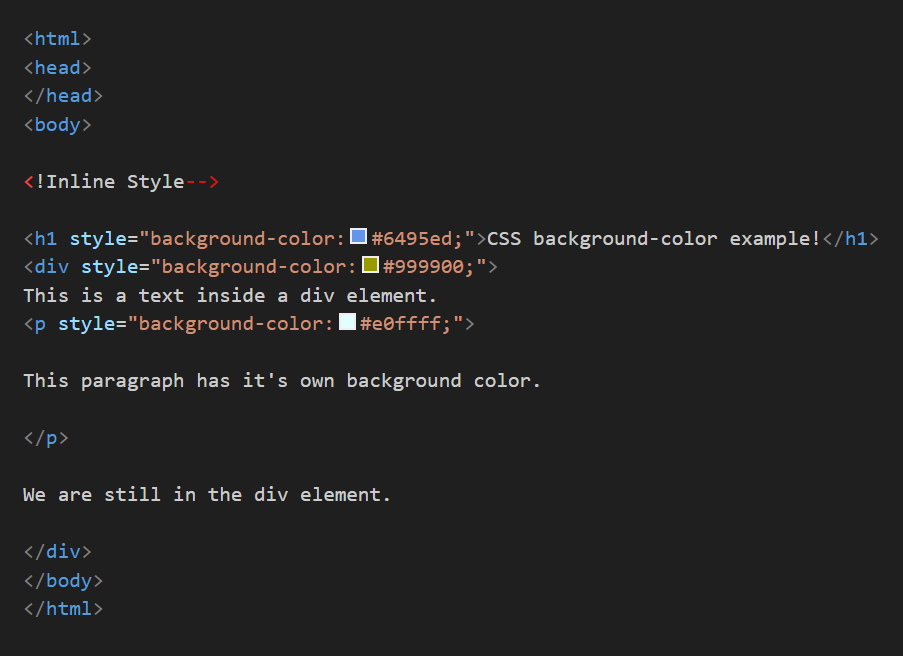 <html>
<head>
</head>
<body>
<!Inline Style-->
<h1 style="background-color:#6495ed;">CSS background-color example!</h1>
<div style="background-color:#999900;">
This is a text inside a div element.
<p style="background-color:#e0ffff;">
This paragraph has it's own background color.
</p>
We are still in the div element.
</div>
</body>
</html>